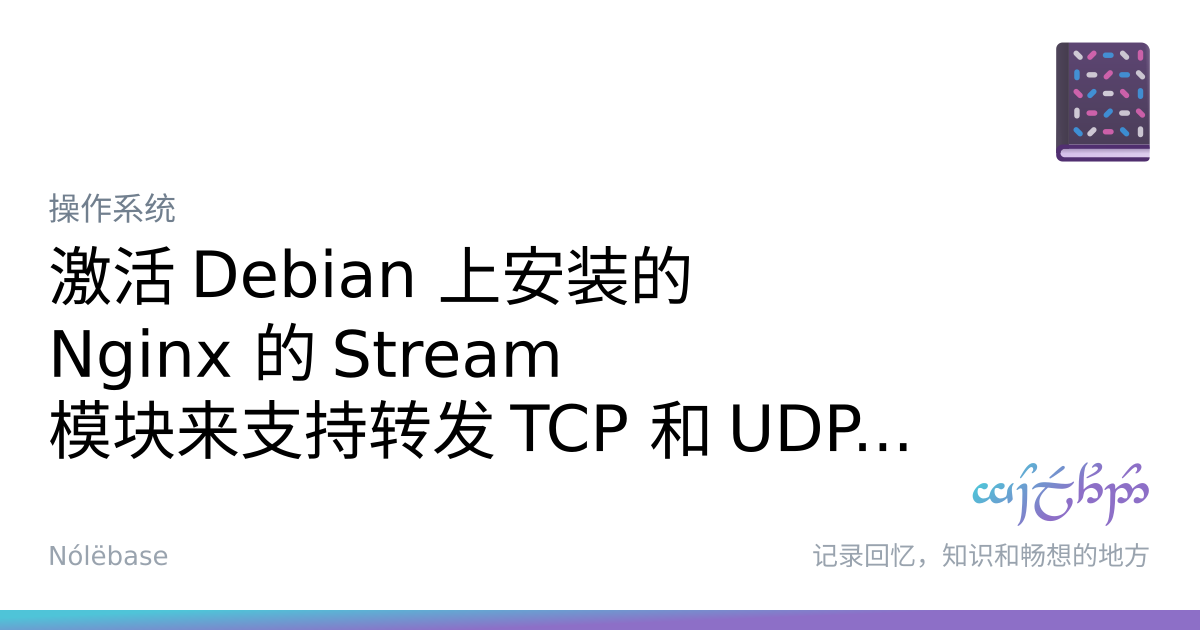 操作系统
激活 Debian 上安装的
Nginx 的 Stream
模块来支持转发 TCP 和 UDP...
Nólëbase
记录回忆，知识和畅想的地方